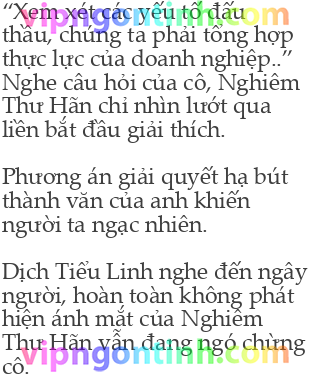 “Xem xét các yếu tố đấu
thầu, chúng ta phải tổng hợp
thực lực của doanh nghiệp..”
Nghe câu hỏi của cô, Nghiêm
Thư Hãn chỉ nhìn lướt qua
liền bắt đầu giải thích.
Phương án giải quyết hạ bút
thành văn của anh khiến
người ta ngạc nhiên.
Dịch Tiểu Linh nghe đến ngây
người, hoàn toàn không phát
hiện ánh mắt của Nghiêm
Thư Hãn vẫn đang ngó chừng
cô.
vipngontinh.com
vipngontinh.com